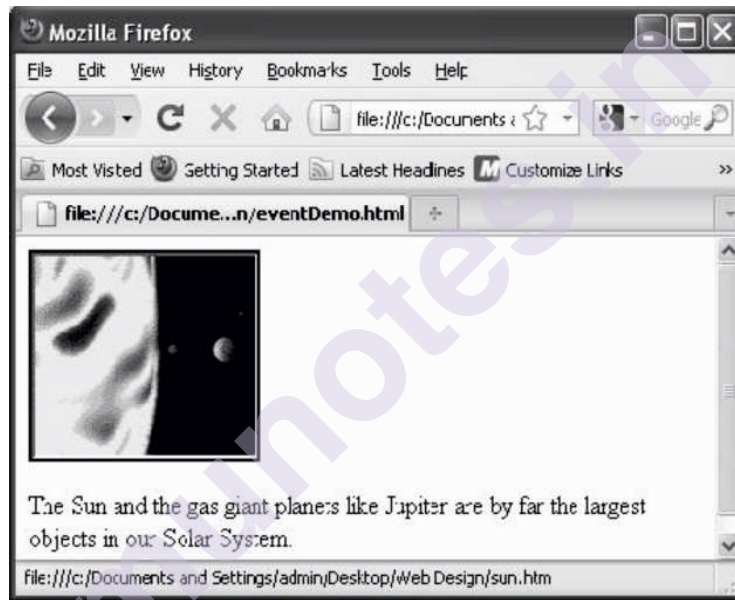 Mozilla Firefox
File Edit View History Bookmarks Tools Help
file:///c:/Documents a Google
Most Visted Getting Started Latest Headlines Customize Links »
file:///c:/Docume...n/eventDemo.html
The Sun and the gas giant planets like Jupiter are by far the largest
objects in our Solar System.
file:///c:/Documents and Settings/admin/Desktop/Web Design/sun.htm
munotes.in